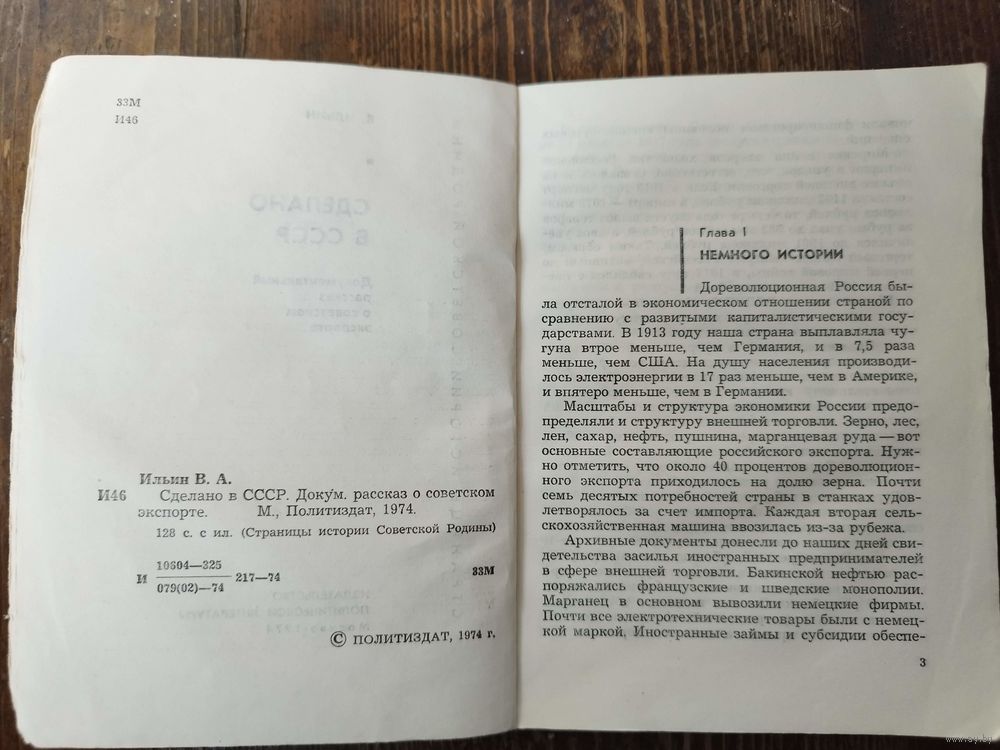 33М
И46
Ильин В. А.
И46 Сделано в СССР. Докум. рассказ о советском
экспорте. М., Политиздат, 1974.
128 с. с ил. (Страницы истории Советской Родины)
10604—325
И ———— 217—74
079(02)—74
33М
© ПОЛИТИЗДАТ, 1974 г.
Глава I
НЕМНОГО ИСТОРИИ
Дореволюционная Россия бы-
ла отсталой в экономическом отношении страной по
сравнению с развитыми капиталистическими госу-
дарствами. В 1913 году наша страна выплавляла чу-
гуна втрое меньше, чем Германия, и в 7,5 раза
меньше, чем США. На душу населения производи-
лось электроэнергии в 17 раз меньше, чем в Америке,
и впятеро меньше, чем в Германии.
Масштабы и структура экономики России предо-
пределяли и структуру внешней торговли. Зерно, лес,
лен, сахар, нефть, пушнина, марганцевая руда — вот
основные составляющие российского экспорта. Нуж-
но отметить, что около 40 процентов дореволюцион-
ного экспорта приходилось на долю зерна. Почти
семь десятых потребностей страны в станках удов-
летворялось за счет импорта. Каждая вторая сель-
скохозяйственная машина ввозилась из-за рубежа.
Архивные документы донесли до наших дней сви-
детельства засилья иностранных предпринимателей
в сфере внешней торговли. Бакинской нефтью рас-
поряжались французские и шведские монополии.
Марганец в основном вывозили немецкие фирмы.
Почти все электротехнические товары были с немец-
кой маркой. Иностранные займы и субсидии обеспе-
3